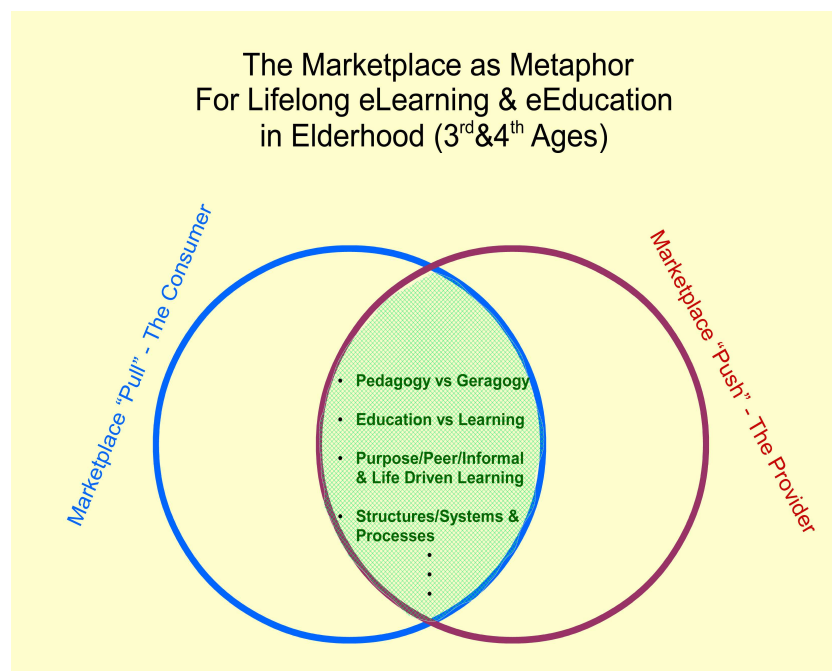 The Marketplace as Metaphor
For Lifelong eLearning & eEducation
in Elderhood (3rd&4th Ages)
Marketplace “Pull” - The Consumer
Marketplace “Push” - The Provider
• Pedagogy vs Geragogy
• Education vs Learning
• Purpose/Peer/Informal
& Life Driven Learning
• Structures/Systems &
Processes
•
•
•